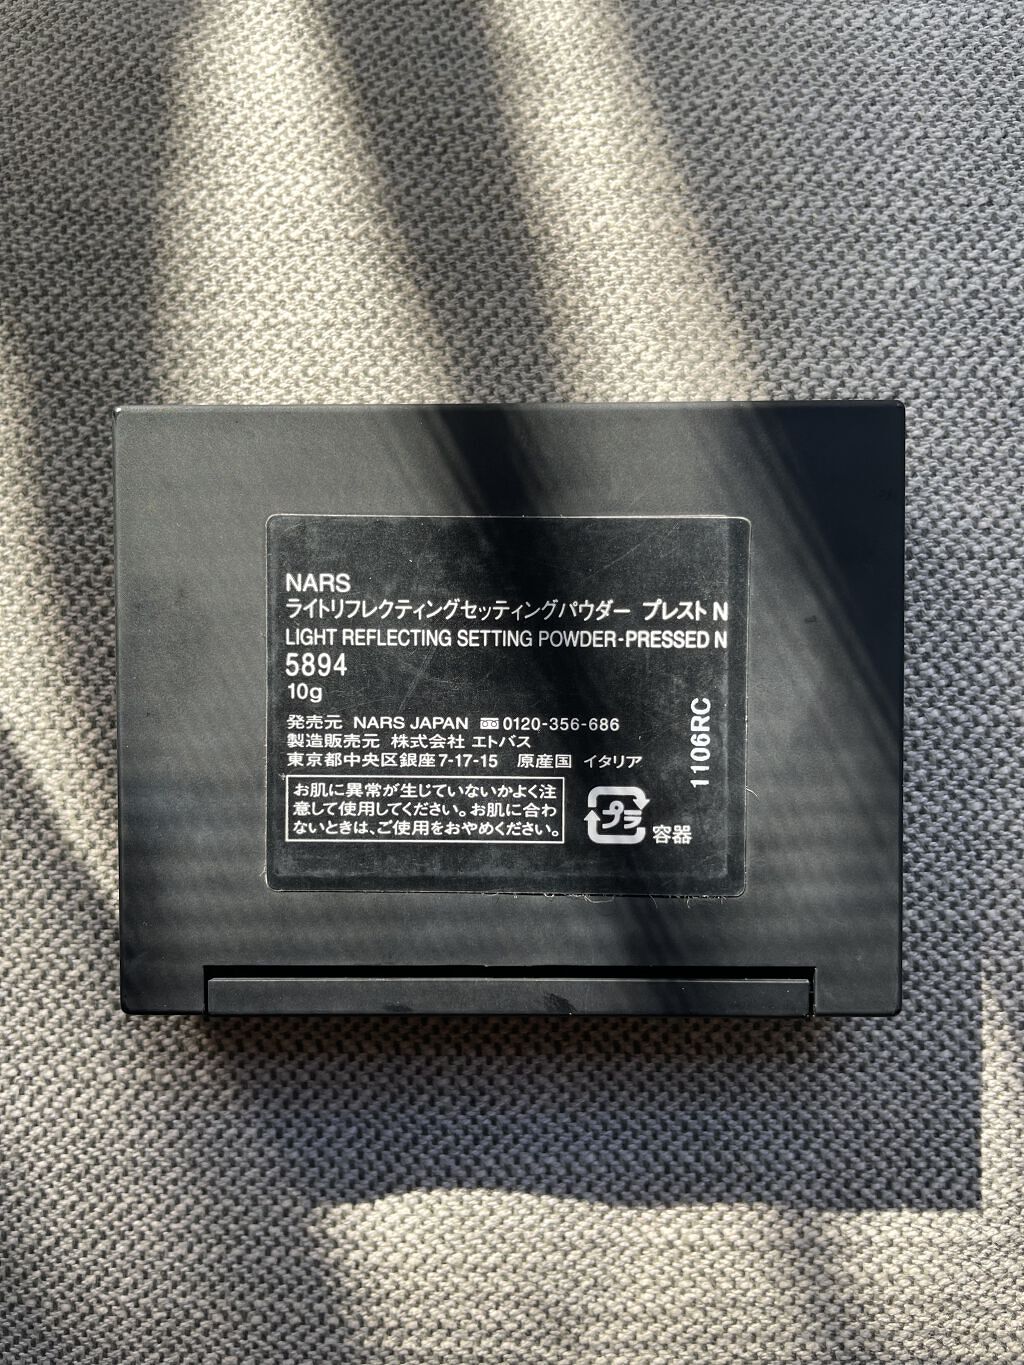 NARS
ライトリフレクティングセッティングパウダー プレスト N
LIGHT REFLECTING SETTING POWDER-PRESSED N
5894
10g
発売元 NARS JAPAN 0120-356-686
製造販売元 株式会社 エトバス
東京都中央区銀座7-17-15 原産国 イタリア
お肌に異常が生じていないかよく注
意して使用してください。お肌に合わ
ないときは、ご使用をおやめください。
プラ
容器
1106RC